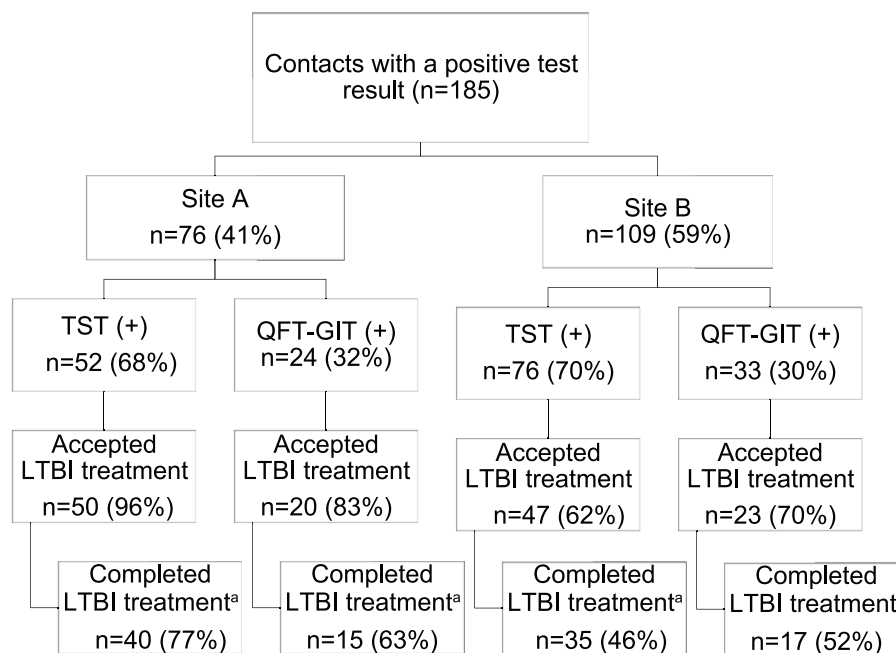 Contacts with a positive test
result (n=185)
Site A
n=76 (41%)
Site B
n=109 (59%)
TST (+)
n=52 (68%)
QFT-GIT (+)
n=24 (32%)
TST (+)
n=76 (70%)
QFT-GIT (+)
n=33 (30%)
Accepted
LTBI treatment
n=50 (96%)
Accepted
LTBI treatment
n=20 (83%)
Accepted
LTBI treatment
n=47 (62%)
Accepted
LTBI treatment
n=23 (70%)
Completed
LTBI treatmentᵃ
n=40 (77%)
Completed
LTBI treatmentᵃ
n=15 (63%)
Completed
LTBI treatmentᵃ
n=35 (46%)
Completed
LTBI treatmentᵃ
n=17 (52%)